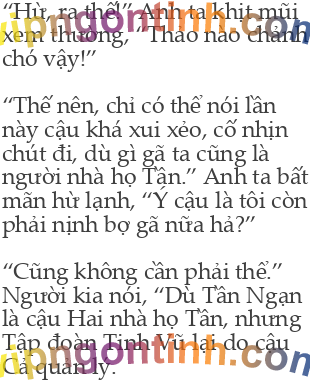 “Hừ, ra thế!” Anh ta khịt mũi
xem thường, “Thảo nào chảnh
chó vậy!”
“Thế nên, chỉ có thể nói lần
này cậu khá xui xẻo, cố nhịn
chút đi, dù gì gã ta cũng là
người nhà họ Tần.” Anh ta bất
mãn hừ lạnh, “Ý cậu là tôi còn
phải nịnh bợ gã nữa hả?”
“Cũng không cần phải thế.”
Người kia nói, “Dù Tần Ngạn
là cậu Hai nhà họ Tần, nhưng
Tập đoàn Tinh Vũ lại do cậu
Cả quản lý.
vipngontinh.com
vipngontinh.com